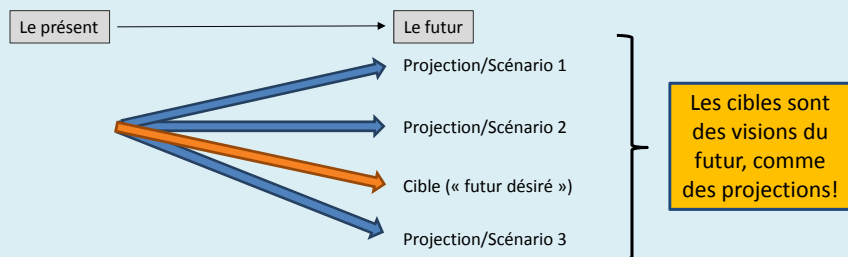 Le présent
Le futur
Projection/Scénario 1
Projection/Scénario 2
Cible (« futur désiré »)
Projection/Scénario 3
Les cibles sont
des visions du
futur, comme
des projections!